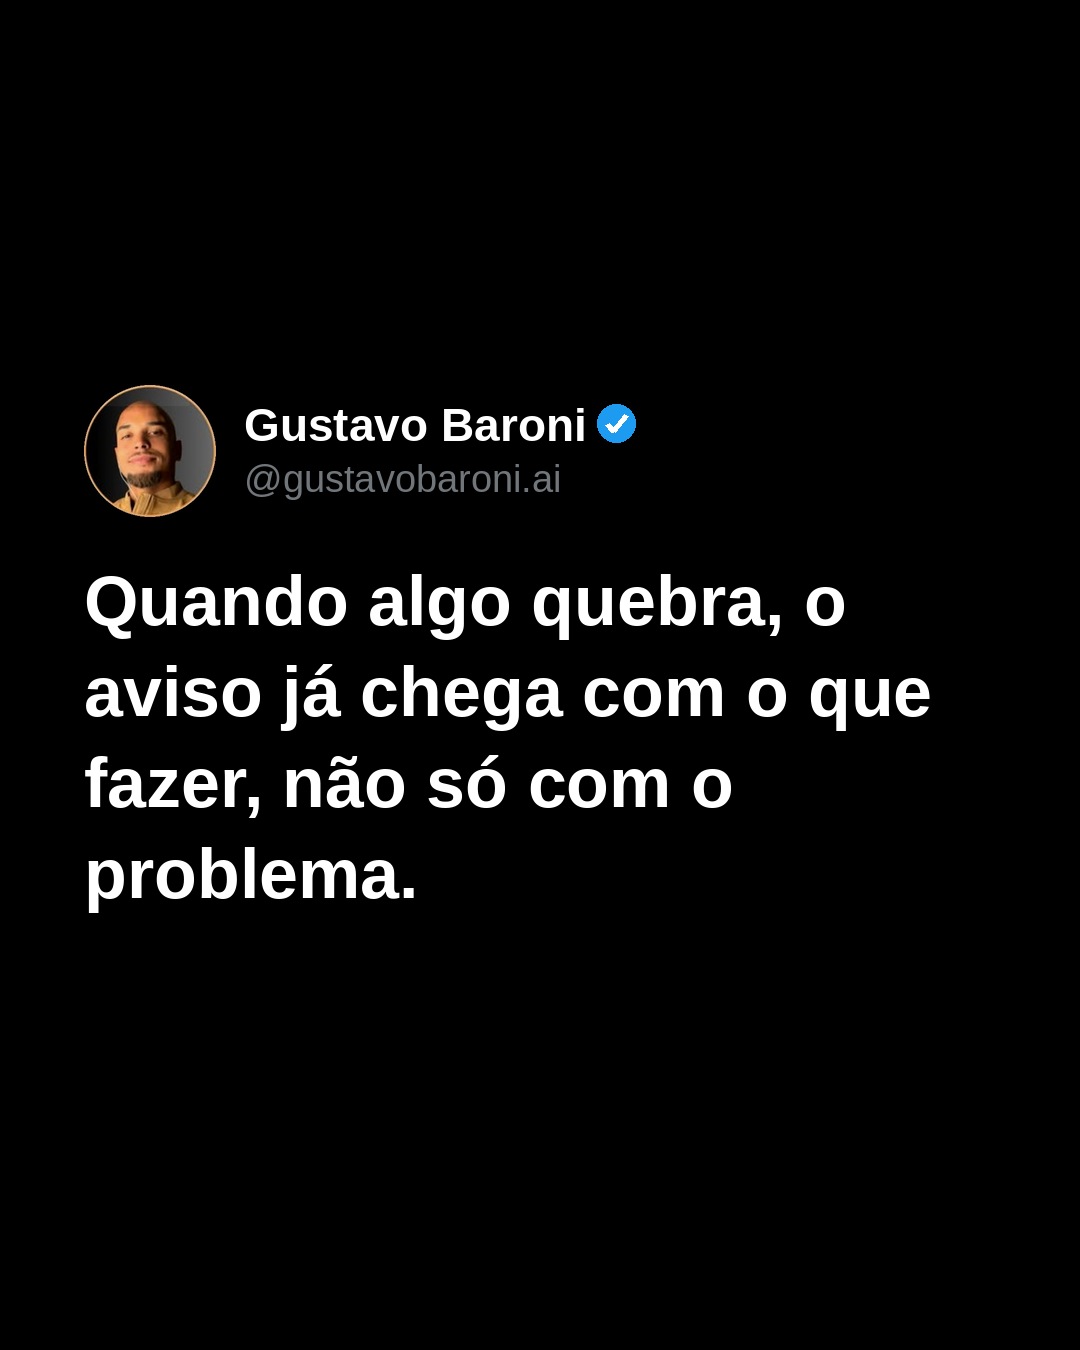 Gustavo Baroni
@gustavobaroni.ai
Quando algo quebra, o
aviso já chega com o que
fazer, não só com o
problema.